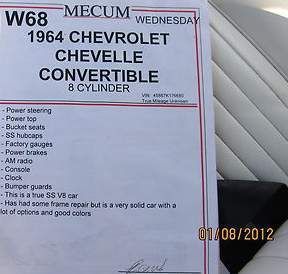 W68
MECUM
WEDNESDAY
1964 CHEVROLET
CHEVELLE
CONVERTIBLE
8 CYLINDER
VIN:
True Mileage Unknown
- Power steering
- Power top
- Bucket seats
- SS hubcaps
- Factory gauges
- Power brakes
- AM radio
- Console
- Clock
- Bumper guards
- This is a true SS V8 car
- Has had some frame repair but is a very solid car with a
lot of options and good colors
01/08/2012